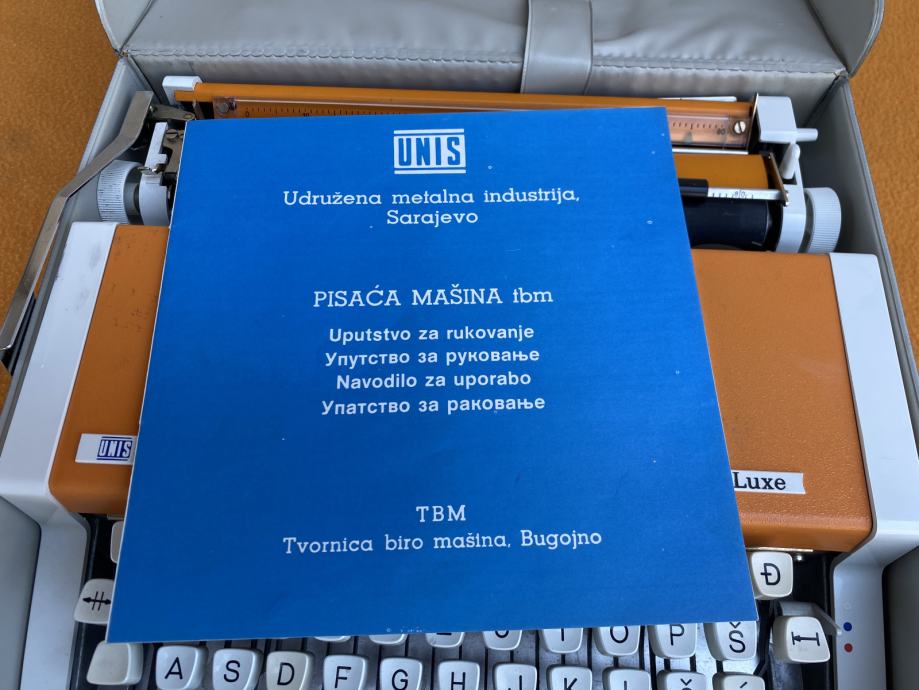 UNIS
Udružena metalna industrija,
Sarajevo
PISAĆA MAŠINA tbm
Uputstvo za rukovanje
Упутство за руковање
Navodilo za uporabo
Упатство за раковање
TBM
Tvornica biro mašina, Bugojno
UNIS
Luxe
Đ
I O P Š
A S D F G H J K